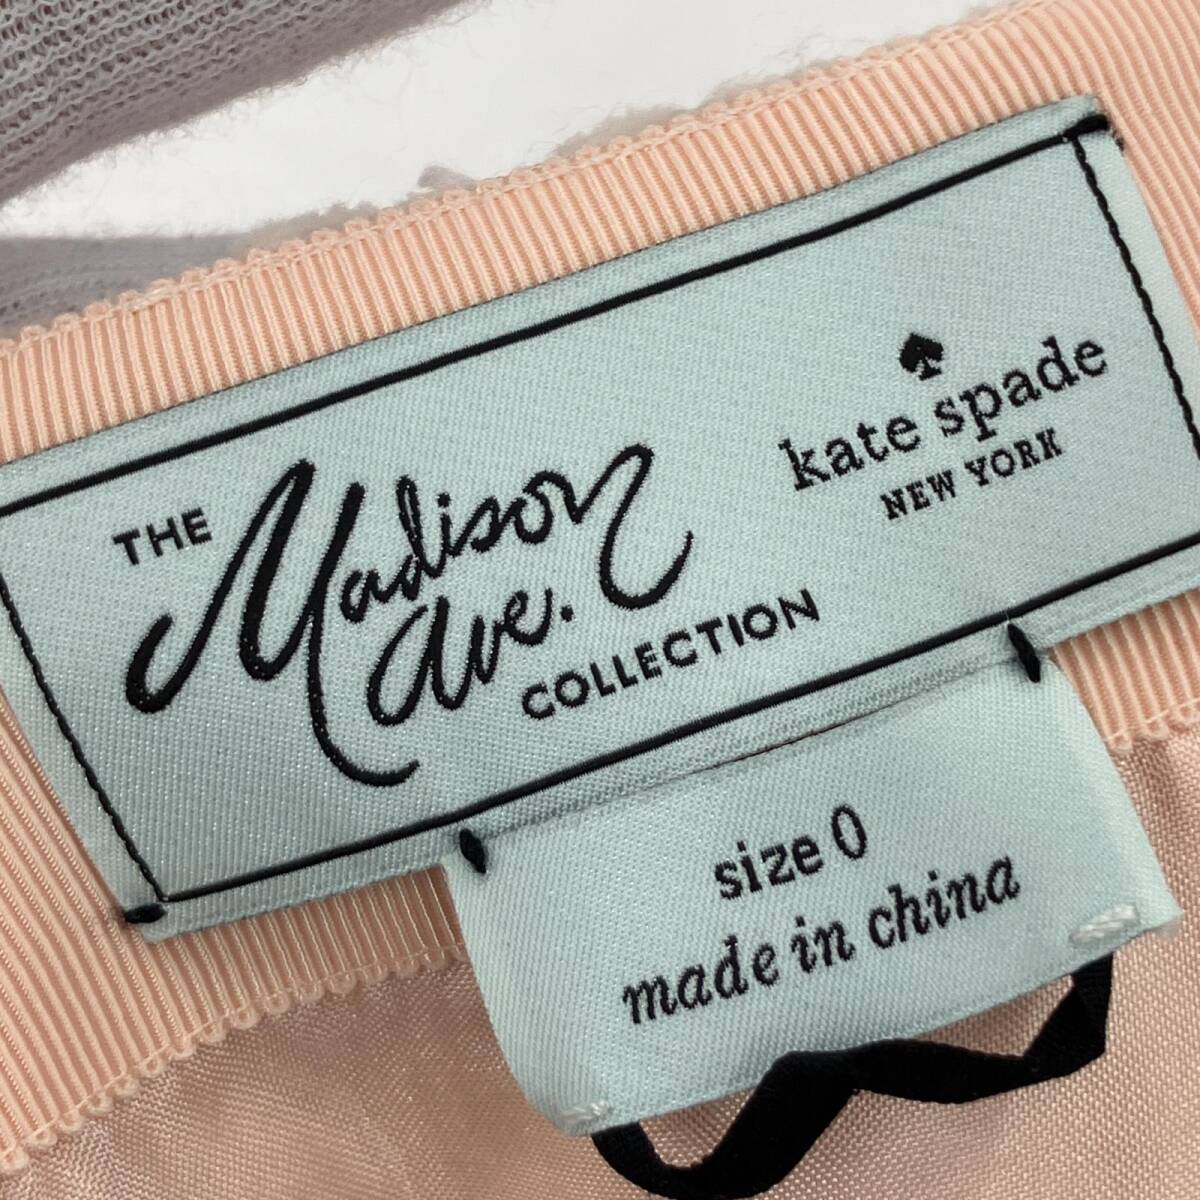 THE Madison
Ave.
COLLECTION
kate spade
NEW YORK
size 0
made in china